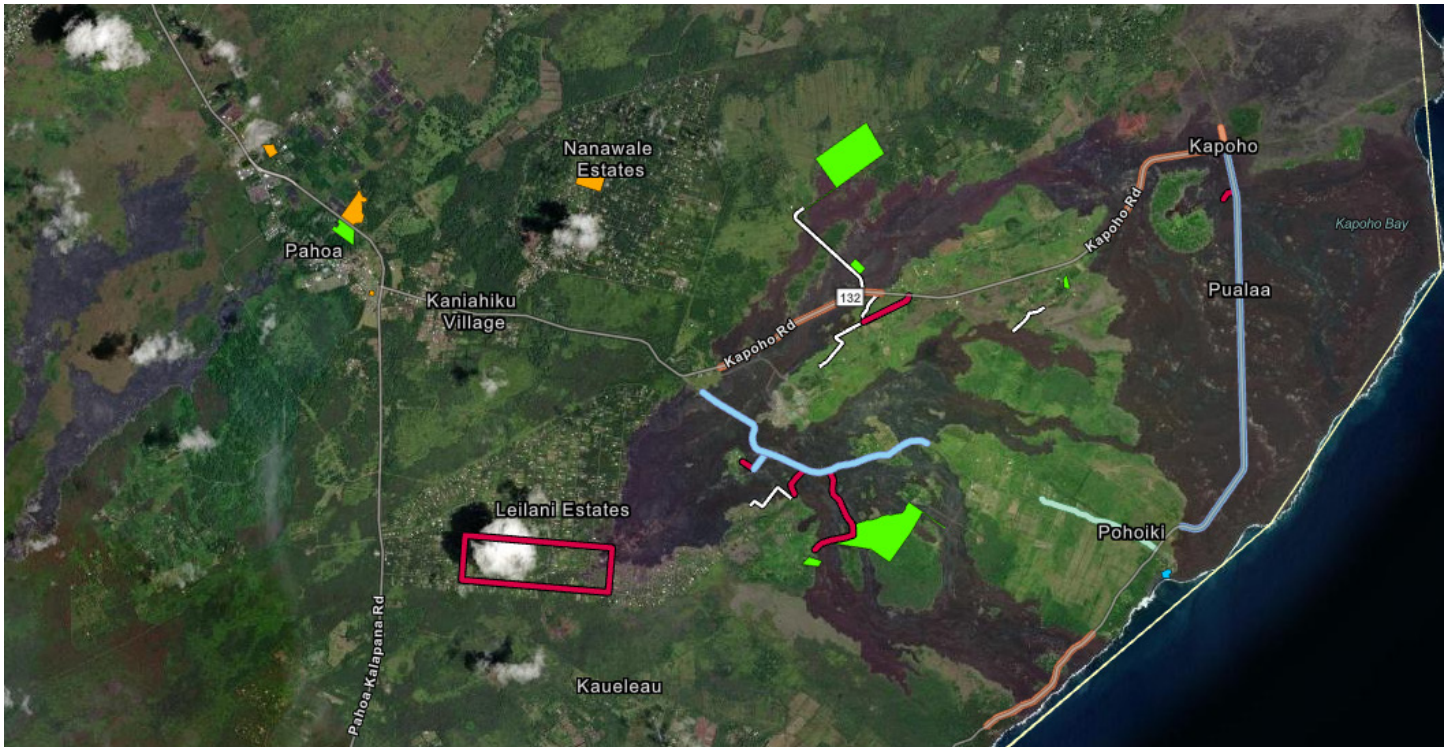 Nanawale
Estates
Kapoho
Kapoho Bay
Kapoho Rd
Pahoa
Pualaa
Kaniahiku
Village
132
Kapoho Rd
Leilani Estates
Pohoiki
Pahoa-Kalapana-Rd
Kaueleau